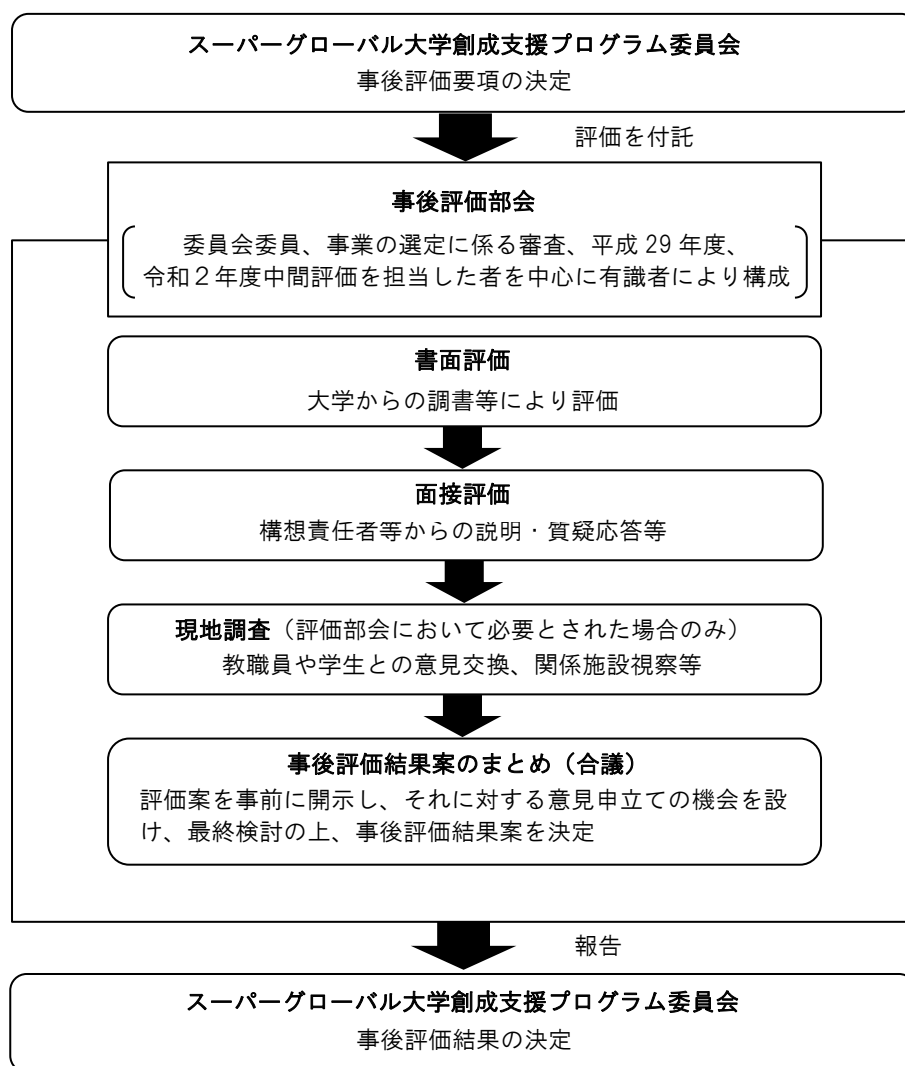 スーパーグローバル大学創成支援プログラム委員会
事後評価要項の決定
評価を付託
事後評価部会
委員会委員、事業の選定に係る審査、平成 29 年度、
令和２年度中間評価を担当した者を中心に有識者により構成
書面評価
大学からの調書等により評価
面接評価
構想責任者等からの説明・質疑応答等
現地調査（評価部会において必要とされた場合のみ）
教職員や学生との意見交換、関係施設視察等
事後評価結果案のまとめ（合議）
評価案を事前に開示し、それに対する意見申立ての機会を設
け、最終検討の上、事後評価結果案を決定
報告
スーパーグローバル大学創成支援プログラム委員会
事後評価結果の決定